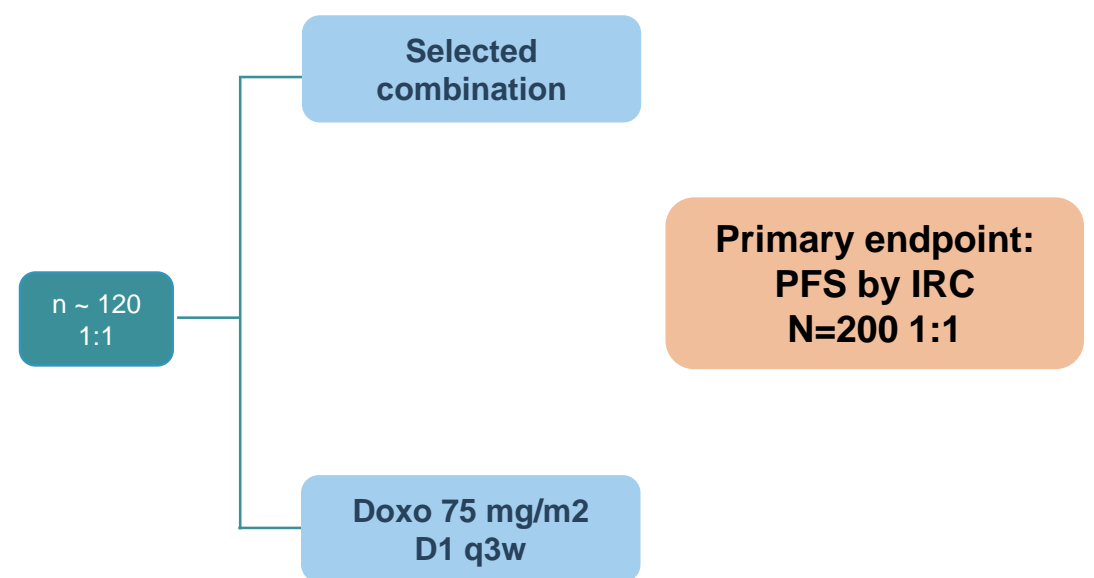 Selected
combination
Primary endpoint:
PFS by IRC
N=200 1:1
n ~ 120
1:1
Doxo 75 mg/m2
D1 q3w